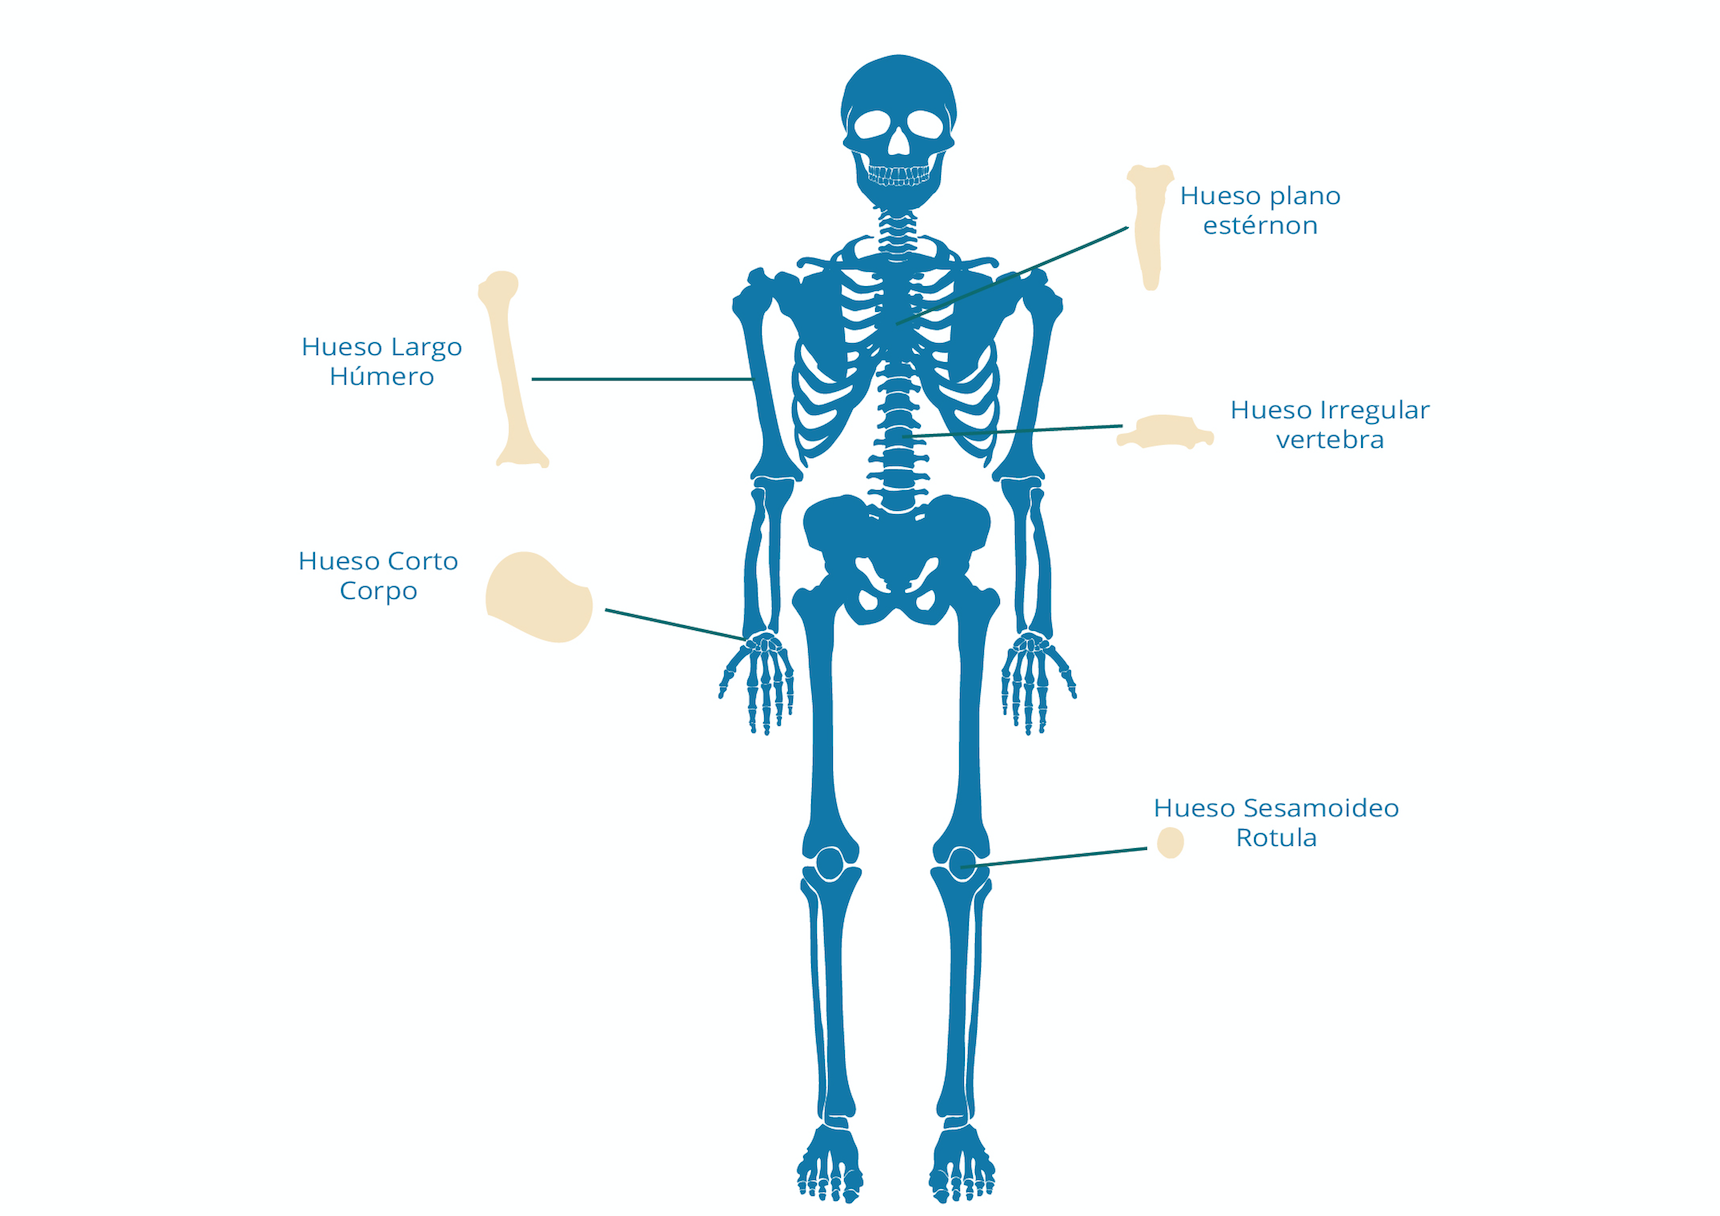 Hueso plano
estérnon
Hueso Largo
Húmero
Hueso Irregular
vertebra
Hueso Corto
Corpo
Hueso Sesamoideo
Rotula